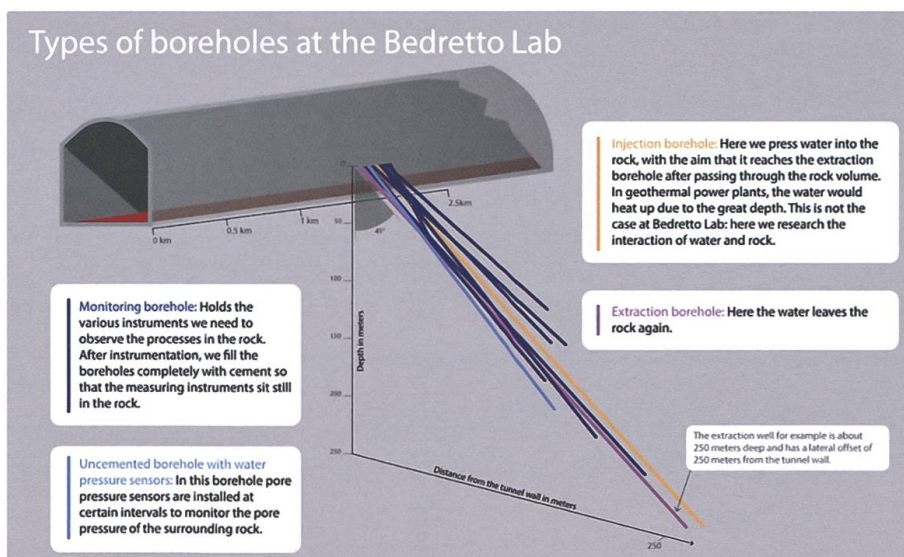 Types of boreholes at the Bedretto Lab
Injection borehole: Here we press water into the
rock, with the aim that it reaches the extraction
borehole after passing through the rock volume.
In geothermal power plants, the water would
heat up due to the great depth. This is not the
case at Bedretto Lab: here we research the
interaction of water and rock.
0
50
100
150
200
250
Depth in meters
45°
0 km
0.5 km
1 km
2.5km
Monitoring borehole: Holds the
various instruments we need to
observe the processes in the rock.
After instrumentation, we fill the
boreholes completely with cement so
that the measuring instruments sit still
in the rock.
Extraction borehole: Here the water leaves the
rock again.
The extraction well for example is about
250 meters deep and has a lateral offset of
250 meters from the tunnel wall.
Uncemented borehole with water
pressure sensors: In this borehole pore
pressure sensors are installed at
certain intervals to monitor the pore
pressure of the surrounding rock.
Distance from the tunnel wall in meters
250